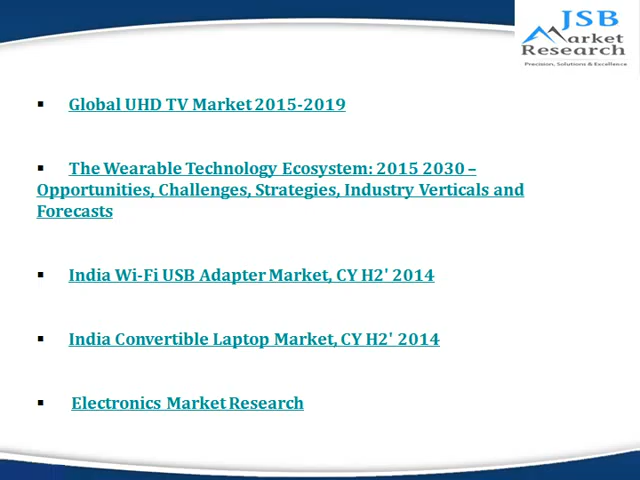 JSB
Market
Research
Precision, Solutions & Excellence
▪ Global UHD TV Market 2015-2019
▪ The Wearable Technology Ecosystem: 2015 2030 –
Opportunities, Challenges, Strategies, Industry Verticals and
Forecasts
▪ India Wi-Fi USB Adapter Market, CY H2' 2014
▪ India Convertible Laptop Market, CY H2' 2014
▪ Electronics Market Research